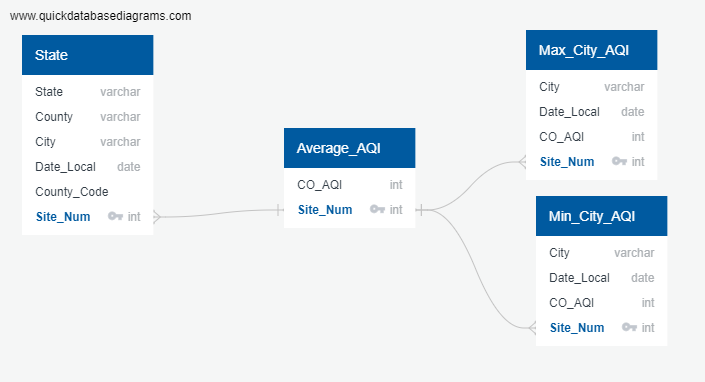 www.quickdatabasediagrams.com
State
State varchar
County varchar
City varchar
Date_Local date
County_Code
Site_Num int
Average_AQI
CO_AQI int
Site_Num int
Max_City_AQI
City varchar
Date_Local date
CO_AQI int
Site_Num int
Min_City_AQI
City varchar
Date_Local date
CO_AQI int
Site_Num int